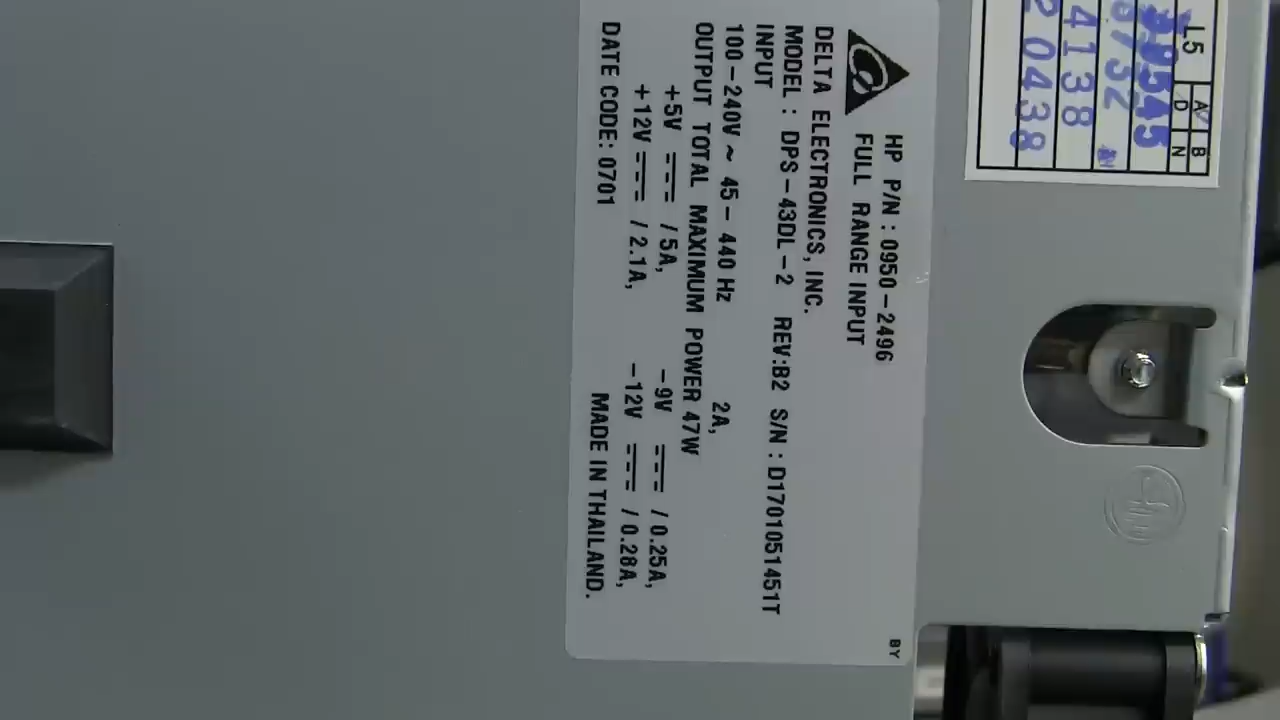 HP P/N : 0950-2496
FULL RANGE INPUT
DELTA ELECTRONICS, INC.
MODEL : DPS-43DL-2 REV:B2 S/N : D1701051451T
INPUT
100-240V ~ 45-440 Hz 2A,
OUTPUT TOTAL MAXIMUM POWER 47W
+5V ⎓ / 5A, -9V ⎓ / 0.25A,
+12V ⎓ / 2.1A, -12V ⎓ / 0.28A,
DATE CODE: 0701 MADE IN THAILAND.
BY
L5 A B
D N
4138
2 0438